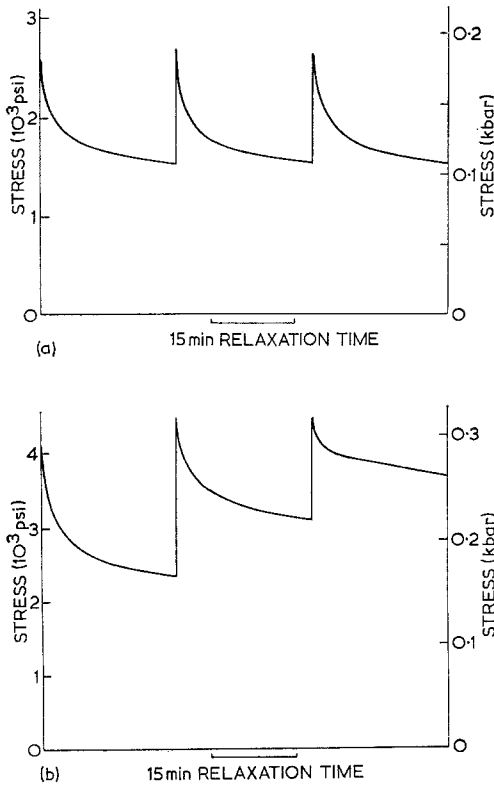 3
2
1
0
STRESS (10³psi)
0·2
0·1
0
STRESS (kbar)
15 min RELAXATION TIME
(a)
4
3
2
1
0
STRESS (10³psi)
0·3
0·2
0·1
0
STRESS (kbar)
15 min RELAXATION TIME
(b)